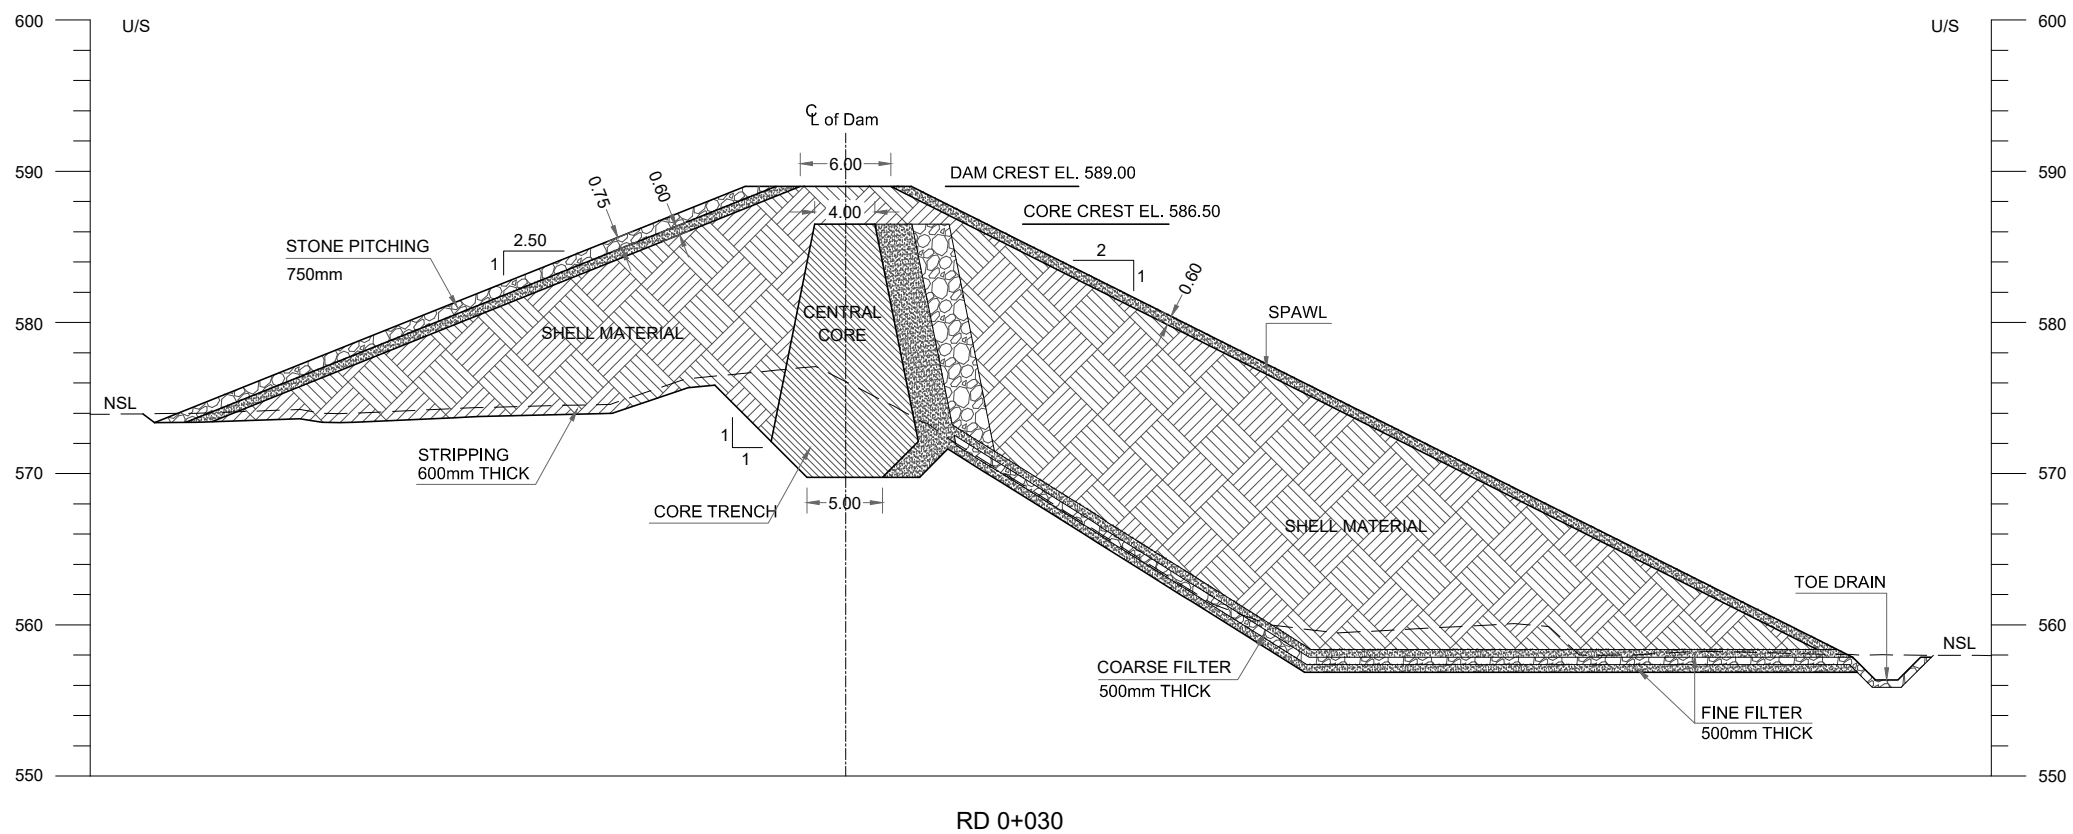 600
U/S
U/S
600
℄ of Dam
6.00
DAM CREST EL. 589.00
590
590
0.75
0.60
4.00
CORE CREST EL. 586.50
STONE PITCHING
750mm
2.50
1
2
1
0.60
SPAWL
580
580
CENTRAL
CORE
SHELL MATERIAL
NSL
1
1
STRIPPING
600mm THICK
570
570
CORE TRENCH
5.00
SHELL MATERIAL
TOE DRAIN
560
560
NSL
COARSE FILTER
500mm THICK
FINE FILTER
500mm THICK
550
550
RD 0+030